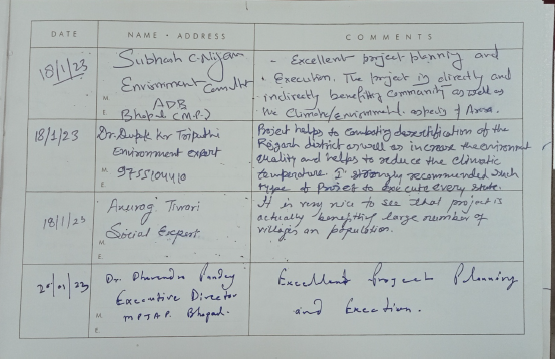 DATE NAME • ADDRESS COMMENTS
18/1/23
Subhash C. Nigam
Environment Consultant
ADB
M.
Bhopal (M.P.)
- Excellent project planning and
• Execution. The project is directly and
indirectly benefitting community as well as
the Climate/environmental aspects of Area.
18/1/23
Dr. Dupak Kr Tripathi
Environment expert
M. 9755104410
E.
Project helps to combating desertification of the
Rajgarh district as well as increase the environment
quality and helps to reduce the climatic
temperature. I strongly recommended such
type of Project to execute every state.
18/1/23
Anurag Tiwari
Social Expert
M.
E.
It is very nice to see that project is
actually benefitting large number of
villages on population.
20/01/23
Dr. Dharmendra Pandey
Executive Director
M. Bhopal.
E.
Excellent Project Planning
and Exection.